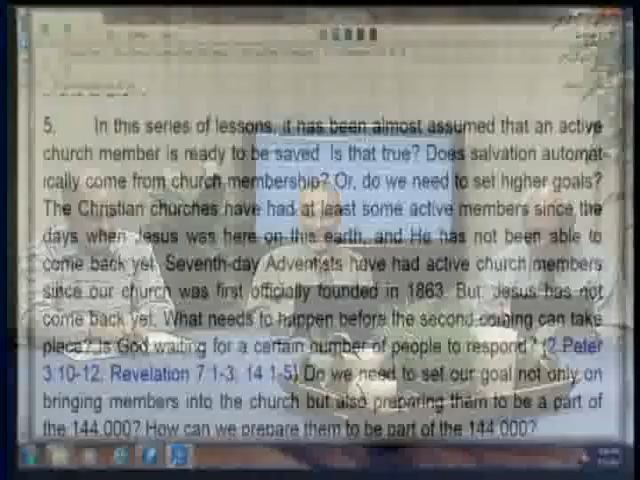 5. In this series of lessons, it has been almost assumed that an active
church member is ready to be saved Is that true? Does salvation automat-
ically come from church membership? Or, do we need to set higher goals?
The Christian churches have had at least some active members since the
days when Jesus was here on this earth, and He has not been able to
come back yet. Seventh-day Adventists have had active church members
since our church was first officially founded in 1863. But, Jesus has not
come back yet. What needs to happen before the second coming can take
place? Is God waiting for a certain number of people to respond? (2 Peter
3:10-12, Revelation 7:1-3; 14:1-5) Do we need to set our goal not only on
bringing members into the church but also preparing them to be a part of
the 144,000? How can we prepare them to be part of the 144,000?